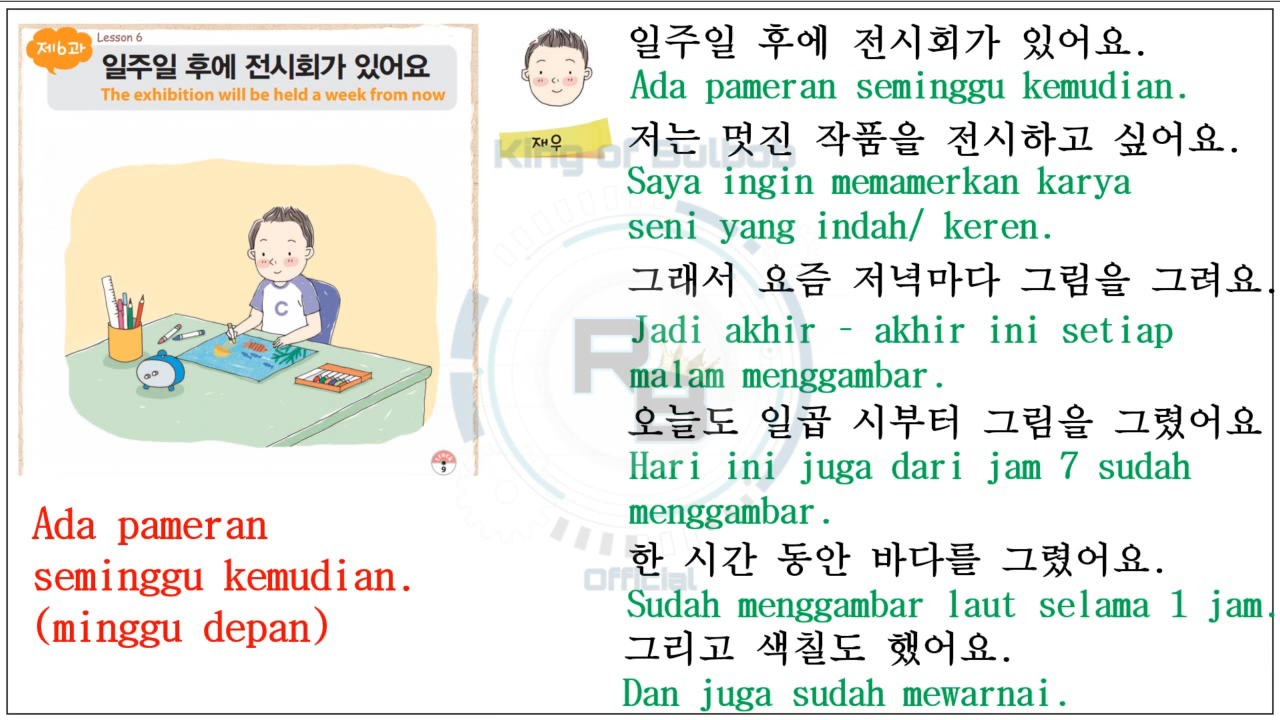 제6과
Lesson 6
일주일 후에 전시회가 있어요
The exhibition will be held a week from now
C
TRACK
9
Ada pameran
seminggu kemudian.
(minggu depan)
재우
일주일 후에 전시회가 있어요.
Ada pameran seminggu kemudian.
저는 멋진 작품을 전시하고 싶어요.
Saya ingin memamerkan karya
seni yang indah/ keren.
그래서 요즘 저녁마다 그림을 그려요.
Jadi akhir - akhir ini setiap
malam menggambar.
오늘도 일곱 시부터 그림을 그렸어요
Hari ini juga dari jam 7 sudah
menggambar.
한 시간 동안 바다를 그렸어요.
Sudah menggambar laut selama 1 jam.
그리고 색칠도 했어요.
Dan juga sudah mewarnai.
King of Bulbab
RB
Official